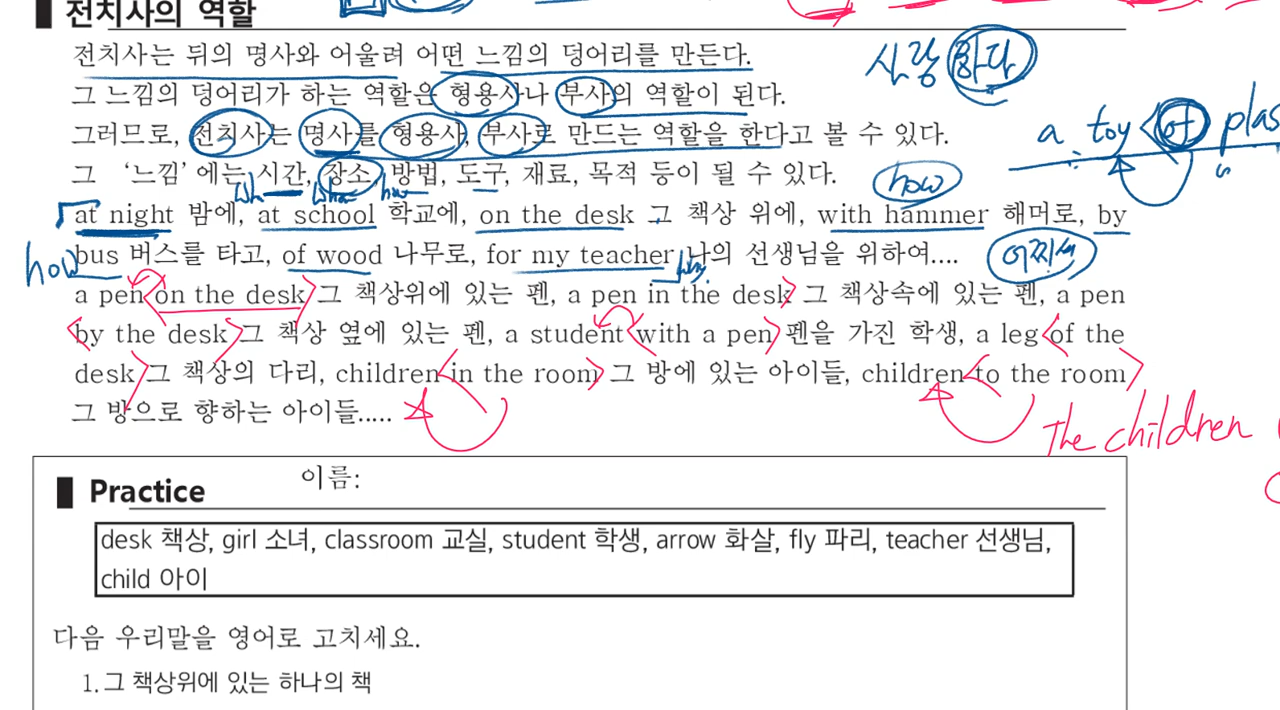 전치사의 역할
전치사는 뒤의 명사와 어울려 어떤 느낌의 덩어리를 만든다.
사랑하다
그 느낌의 덩어리가 하는 역할은 형용사나 부사의 역할이 된다.
그러므로, 전치사는 명사를 형용사, 부사로 만드는 역할을 한다고 볼 수 있다.
a toy of plas
그 '느낌'에는 시간, 장소, 방법, 도구, 재료, 목적 등이 될 수 있다.
how
how
at night 밤에, at school 학교에, on the desk 그 책상 위에, with hammer 해머로, by
how
bus 버스를 타고, of wood 나무로, for my teacher 나의 선생님을 위하여....
어찌씨
a pen on the desk 그 책상위에 있는 펜, a pen in the desk 그 책상속에 있는 펜, a pen
by the desk 그 책상 옆에 있는 펜, a student with a pen 펜을 가진 학생, a leg of the
desk 그 책상의 다리, children in the room 그 방에 있는 아이들, children to the room
그 방으로 향하는 아이들.....
The children
이름:
Practice
desk 책상, girl 소녀, classroom 교실, student 학생, arrow 화살, fly 파리, teacher 선생님,
child 아이
다음 우리말을 영어로 고치세요.
1. 그 책상위에 있는 하나의 책